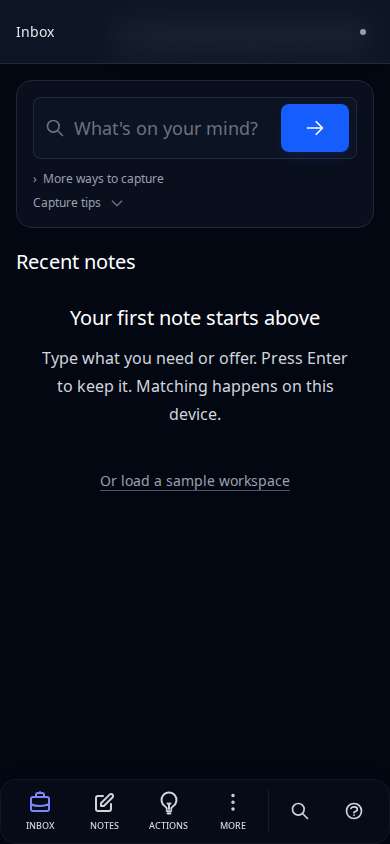 Inbox
What's on your mind?
› More ways to capture
Capture tips
Recent notes
Your first note starts above
Type what you need or offer. Press Enter
to keep it. Matching happens on this
device.
Or load a sample workspace
INBOX NOTES ACTIONS MORE